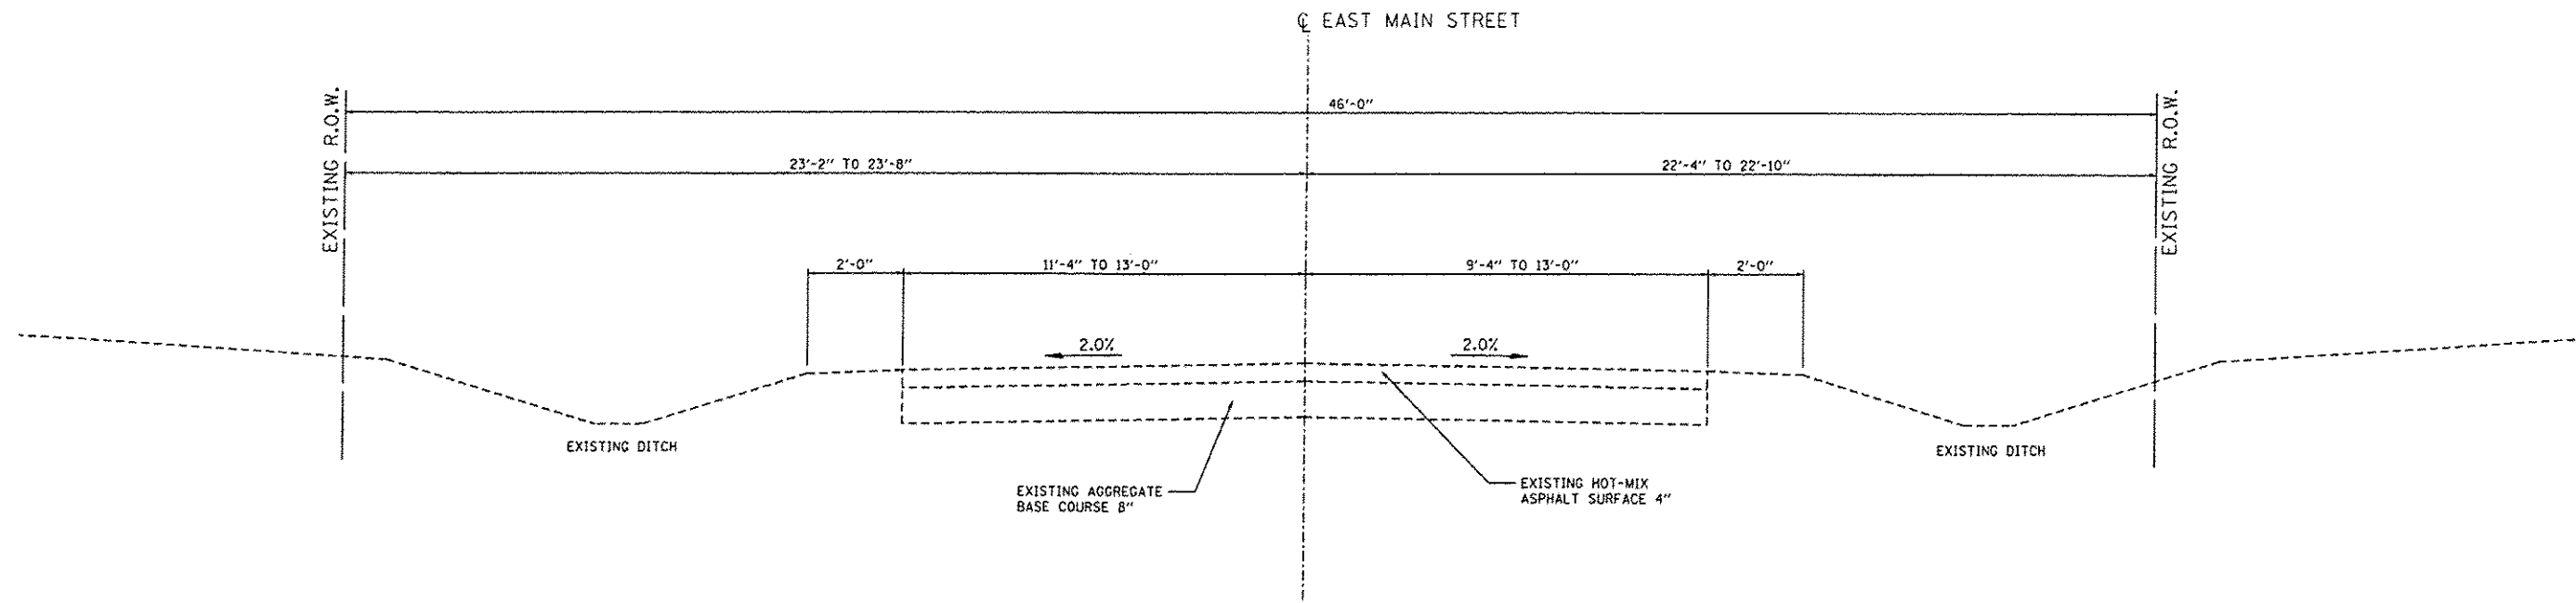 ℄ EAST MAIN STREET
EXISTING R.O.W.
46'-0"
EXISTING R.O.W.
23'-2" TO 23'-8"
22'-4" TO 22'-10"
2'-0"
11'-4" TO 13'-0"
9'-4" TO 13'-0"
2'-0"
2.0%
2.0%
EXISTING DITCH
EXISTING DITCH
EXISTING AGGREGATE
BASE COURSE 8"
EXISTING HOT-MIX
ASPHALT SURFACE 4"